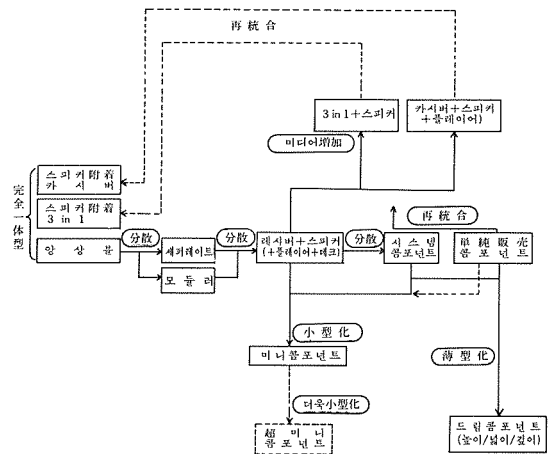 再統合
3 in 1 + 스피커
카시버 + 스피커
+ 플레이어)
미디어增加
完全一体型
스피커附着
카시버
스피커附着
3 in 1
앙상블
分散
세퍼레이트
모듈러
分散
레시버 + 스피커
(+ 플레이어 + 데크)
分散
시스템
콤포넌트
再統合
単純販売
콤포넌트
小型化
미니콤포넌트
더욱小型化
超미니
콤포넌트
薄型化
드림콤포넌트
(높이/넓이/깊이)